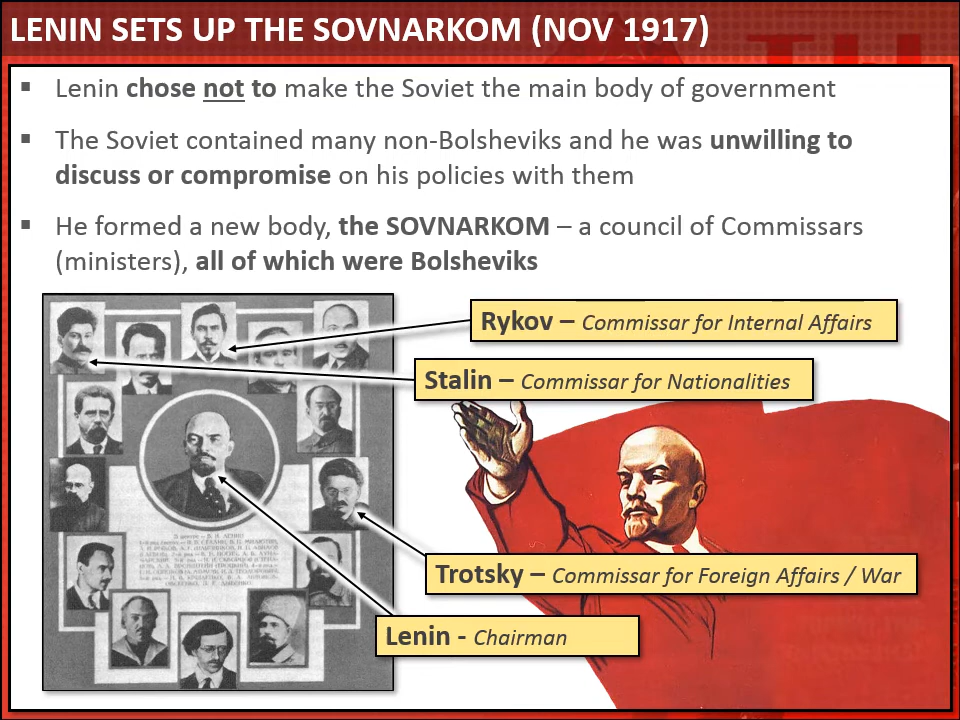 LENIN SETS UP THE SOVNARKOM (NOV 1917)
▪ Lenin chose not to make the Soviet the main body of government
▪ The Soviet contained many non-Bolsheviks and he was unwilling to
discuss or compromise on his policies with them
▪ He formed a new body, the SOVNARKOM – a council of Commissars
(ministers), all of which were Bolsheviks
Rykov – Commissar for Internal Affairs
Stalin – Commissar for Nationalities
Trotsky – Commissar for Foreign Affairs / War
Lenin - Chairman